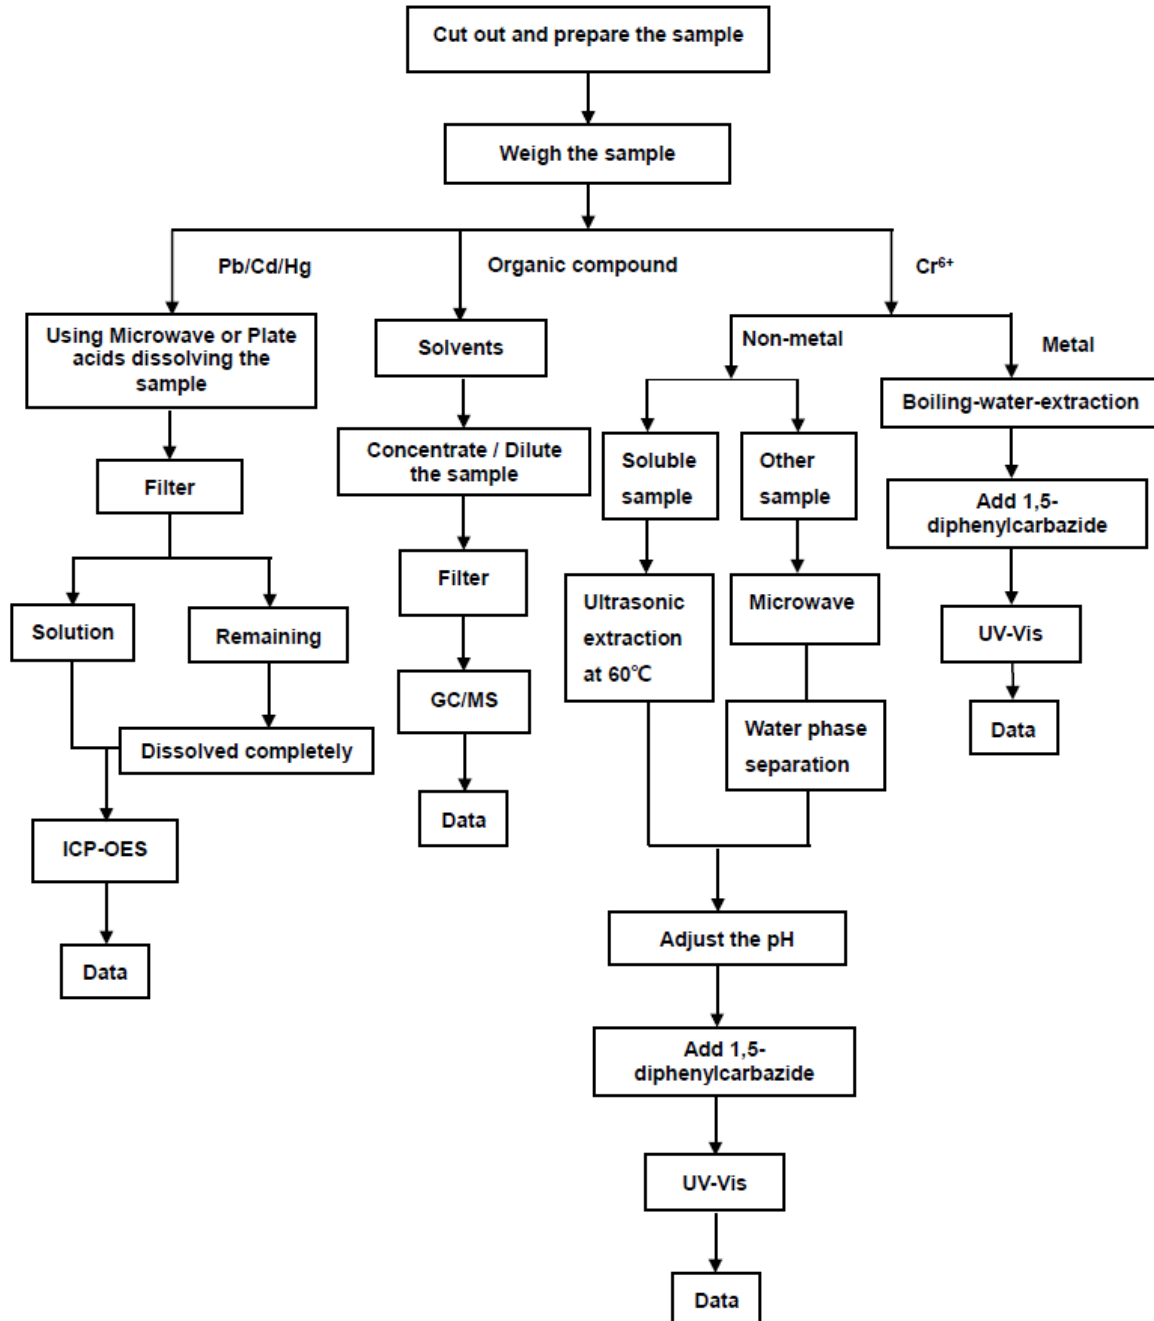 Cut out and prepare the sample
Weigh the sample
Pb/Cd/Hg
Organic compound
Cr⁶⁺
Using Microwave or Plate
acids dissolving the
sample
Filter
Solution
Remaining
Dissolved completely
ICP-OES
Data
Solvents
Concentrate / Dilute
the sample
Filter
GC/MS
Data
Non-metal
Soluble
sample
Ultrasonic
extraction
at 60℃
Other
sample
Microwave
Water phase
separation
Adjust the pH
Add 1,5-
diphenylcarbazide
UV-Vis
Data
Metal
Boiling-water-extraction
Add 1,5-
diphenylcarbazide
UV-Vis
Data